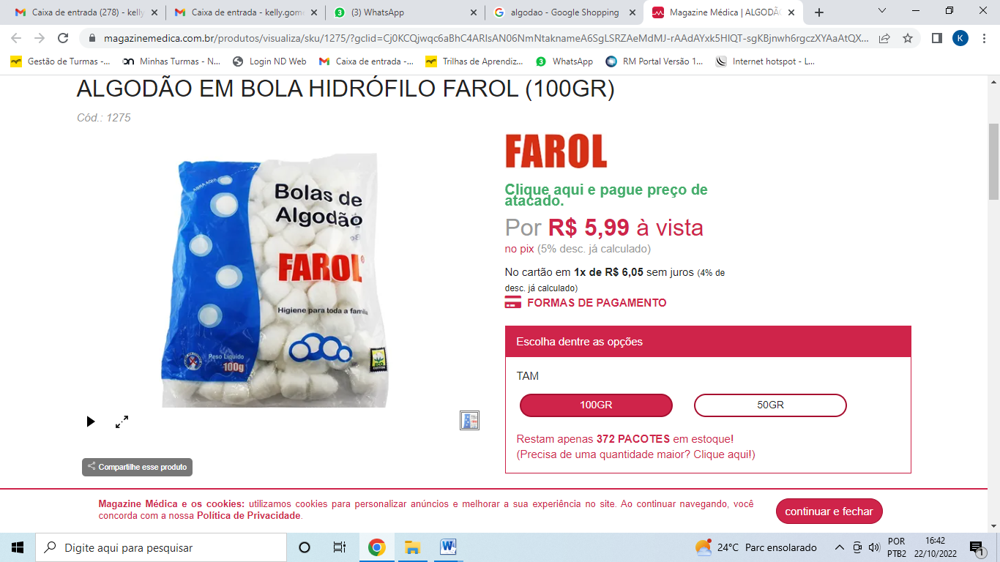 Caixa de entrada (278) - kelly
Caixa de entrada - kelly.gome
(3) WhatsApp
algodao - Google Shopping
Magazine Médica | ALGODÃO
magazinemedica.com.br/produtos/visualiza/sku/1275/?gclid=Cj0KCQjwqc6aBhC4ARIsAN06NmNtaknameA6SgLSRZAeMdMJ-rAAdAYxk5HIQT-sgKBjnwh6rgczXYAaAtQX...
K
Gestão de Turmas -...
Minhas Turmas - N...
Login ND Web
Caixa de entrada -...
Trilhas de Aprendiz...
WhatsApp
RM Portal Versão 1...
Internet hotspot - L...
ALGODÃO EM BOLA HIDRÓFILO FAROL (100GR)
Cód.: 1275
ABRA AQUI
Bolas de
Algodão
FAROL
Higiene para toda a família
Peso Líquido
100g
FAROL
Clique aqui e pague preço de
atacado.
Por R$ 5,99 à vista
no pix (5% desc. já calculado)
No cartão em 1x de R$ 6,05 sem juros (4% de
desc. já calculado)
FORMAS DE PAGAMENTO
Escolha dentre as opções
TAM
100GR
50GR
Restam apenas 372 PACOTES em estoque!
(Precisa de uma quantidade maior? Clique aqui!)
Compartilhe esse produto
Magazine Médica e os cookies: utilizamos cookies para personalizar anúncios e melhorar a sua experiência no site. Ao continuar navegando, você
concorda com a nossa Política de Privacidade.
continuar e fechar
Digite aqui para pesquisar
24°C Parc ensolarado
POR
PTB2
16:42
22/10/2022
1